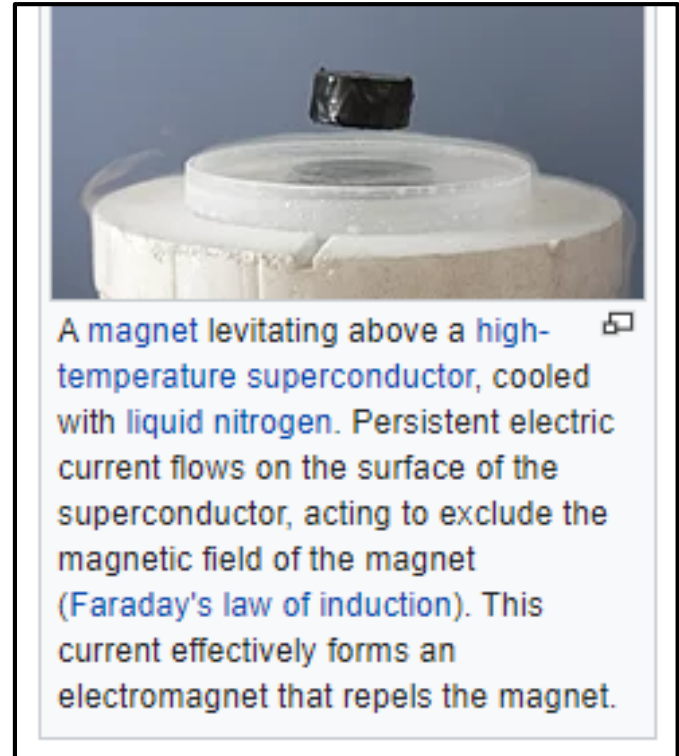 A magnet levitating above a high-
temperature superconductor, cooled
with liquid nitrogen. Persistent electric
current flows on the surface of the
superconductor, acting to exclude the
magnetic field of the magnet
(Faraday's law of induction). This
current effectively forms an
electromagnet that repels the magnet.